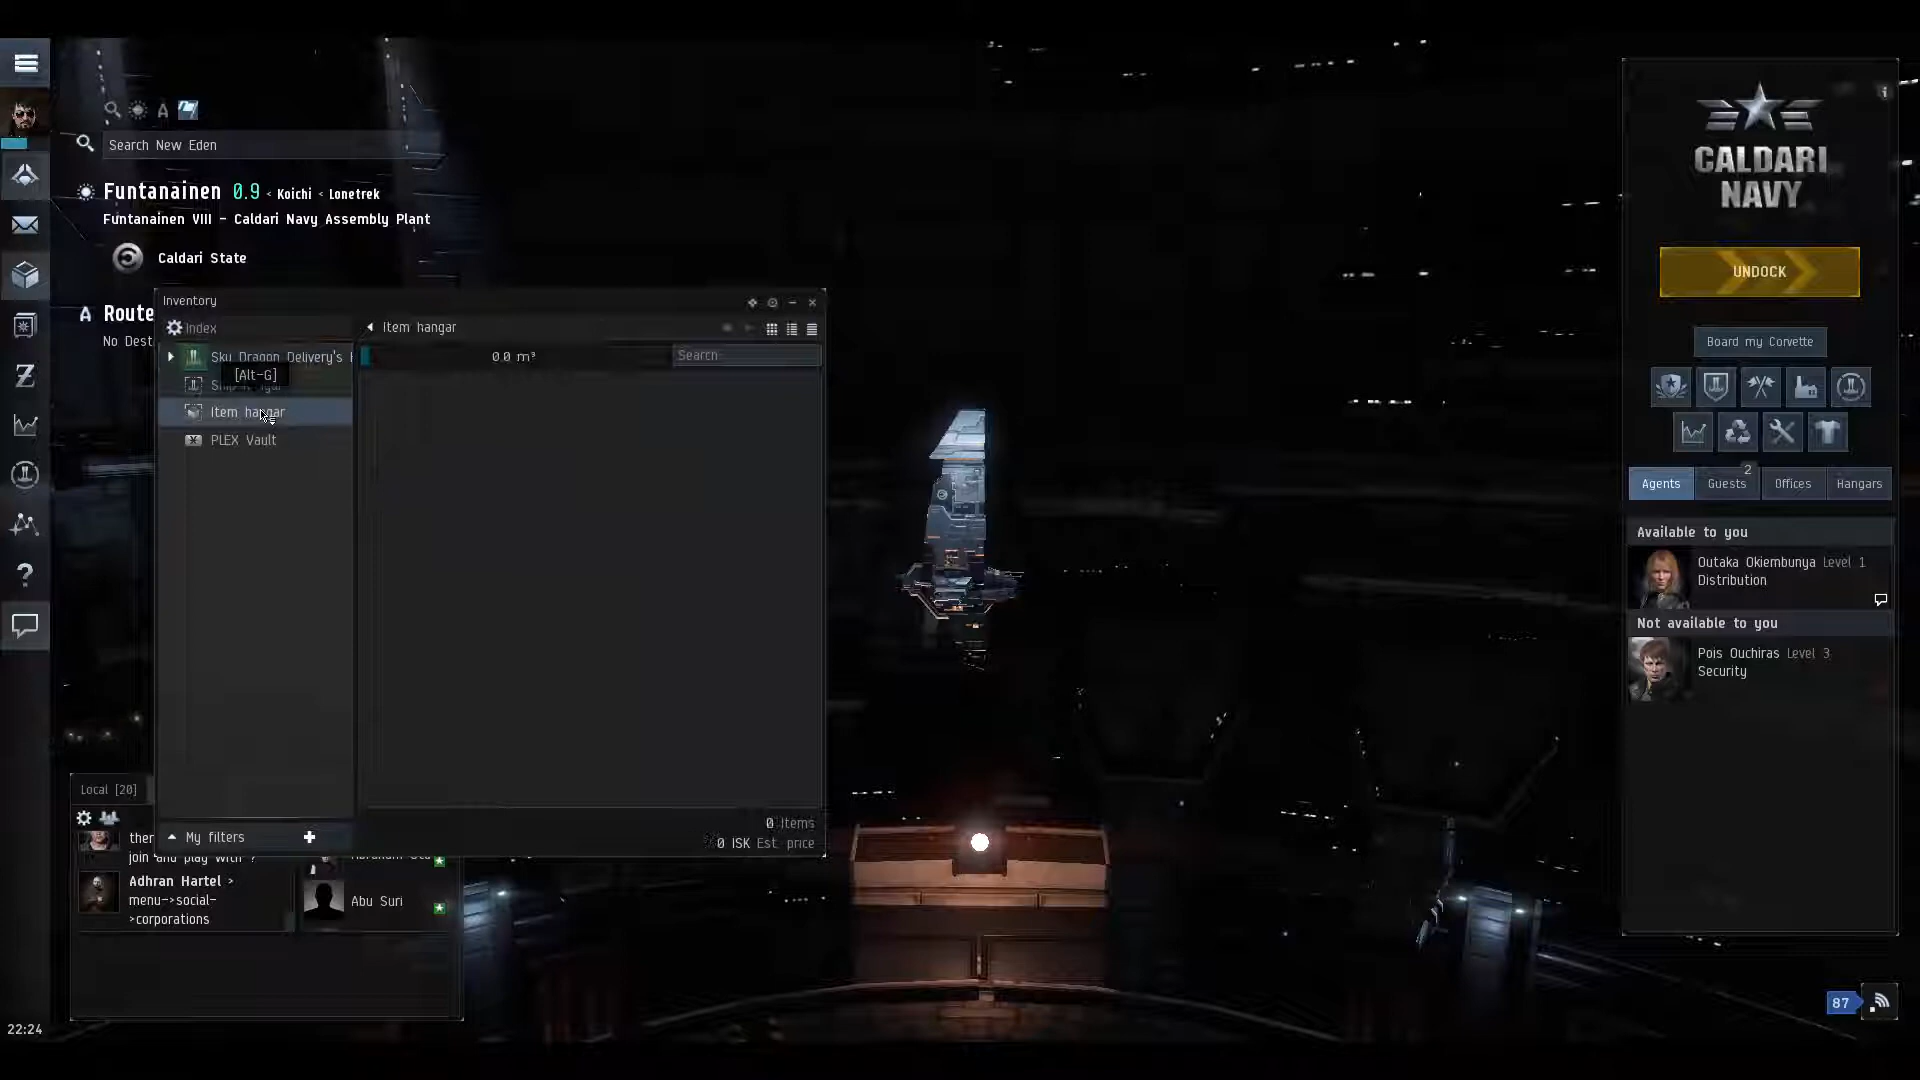 Search New Eden
Funtanainen 0.9 < Koichi < Lonetrek
Funtanainen VIII - Caldari Navy Assembly Plant
Caldari State
Route
No Dest
Inventory
Index
Item hangar
Sky Dragon Delivery's
0.0 m³
Search
[Alt-G]
Item hangar
PLEX Vault
My filters
0 Items
0 ISK Est. price
Local [20]
ther
join and play with ?
Adhran Hartel >
menu->social-
>corporations
Abu Suri
22:24
CALDARI
NAVY
UNDOCK
Board my Corvette
2
Agents
Guests
Offices
Hangars
Available to you
Outaka Okiembunya Level 1
Distribution
Not available to you
Pois Ouchiras Level 3
Security
87